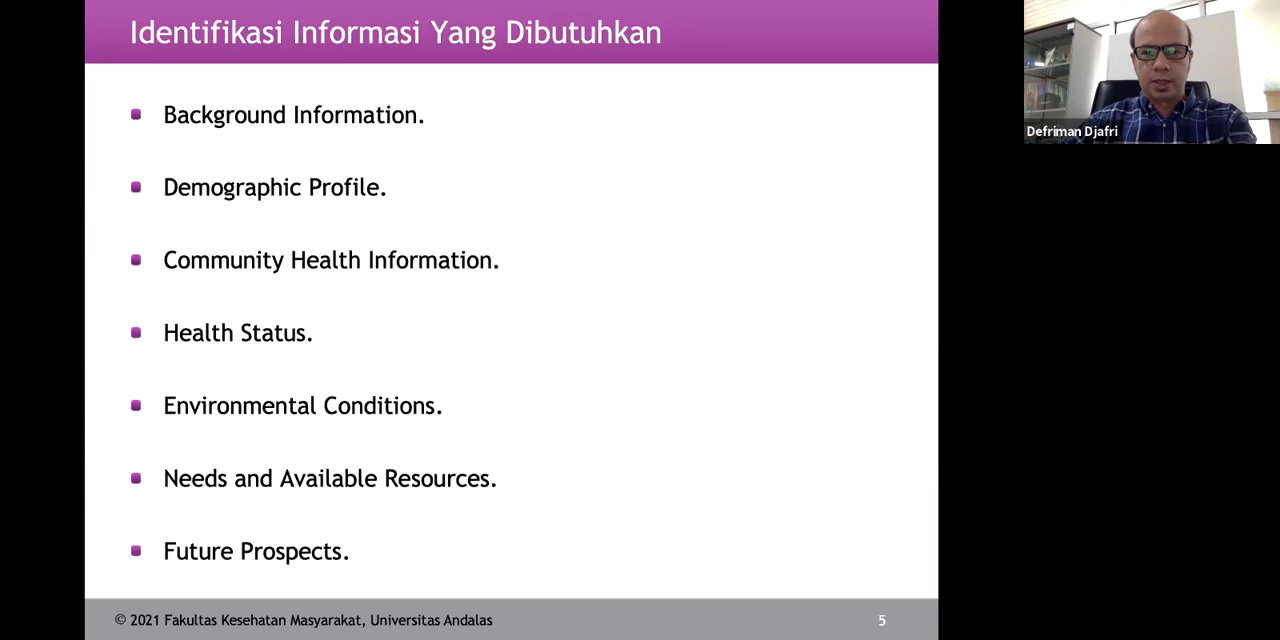 Identifikasi Informasi Yang Dibutuhkan
Background Information.
Demographic Profile.
Community Health Information.
Health Status.
Environmental Conditions.
Needs and Available Resources.
Future Prospects.
© 2021 Fakultas Kesehatan Masyarakat, Universitas Andalas
5
Defriman Djafri